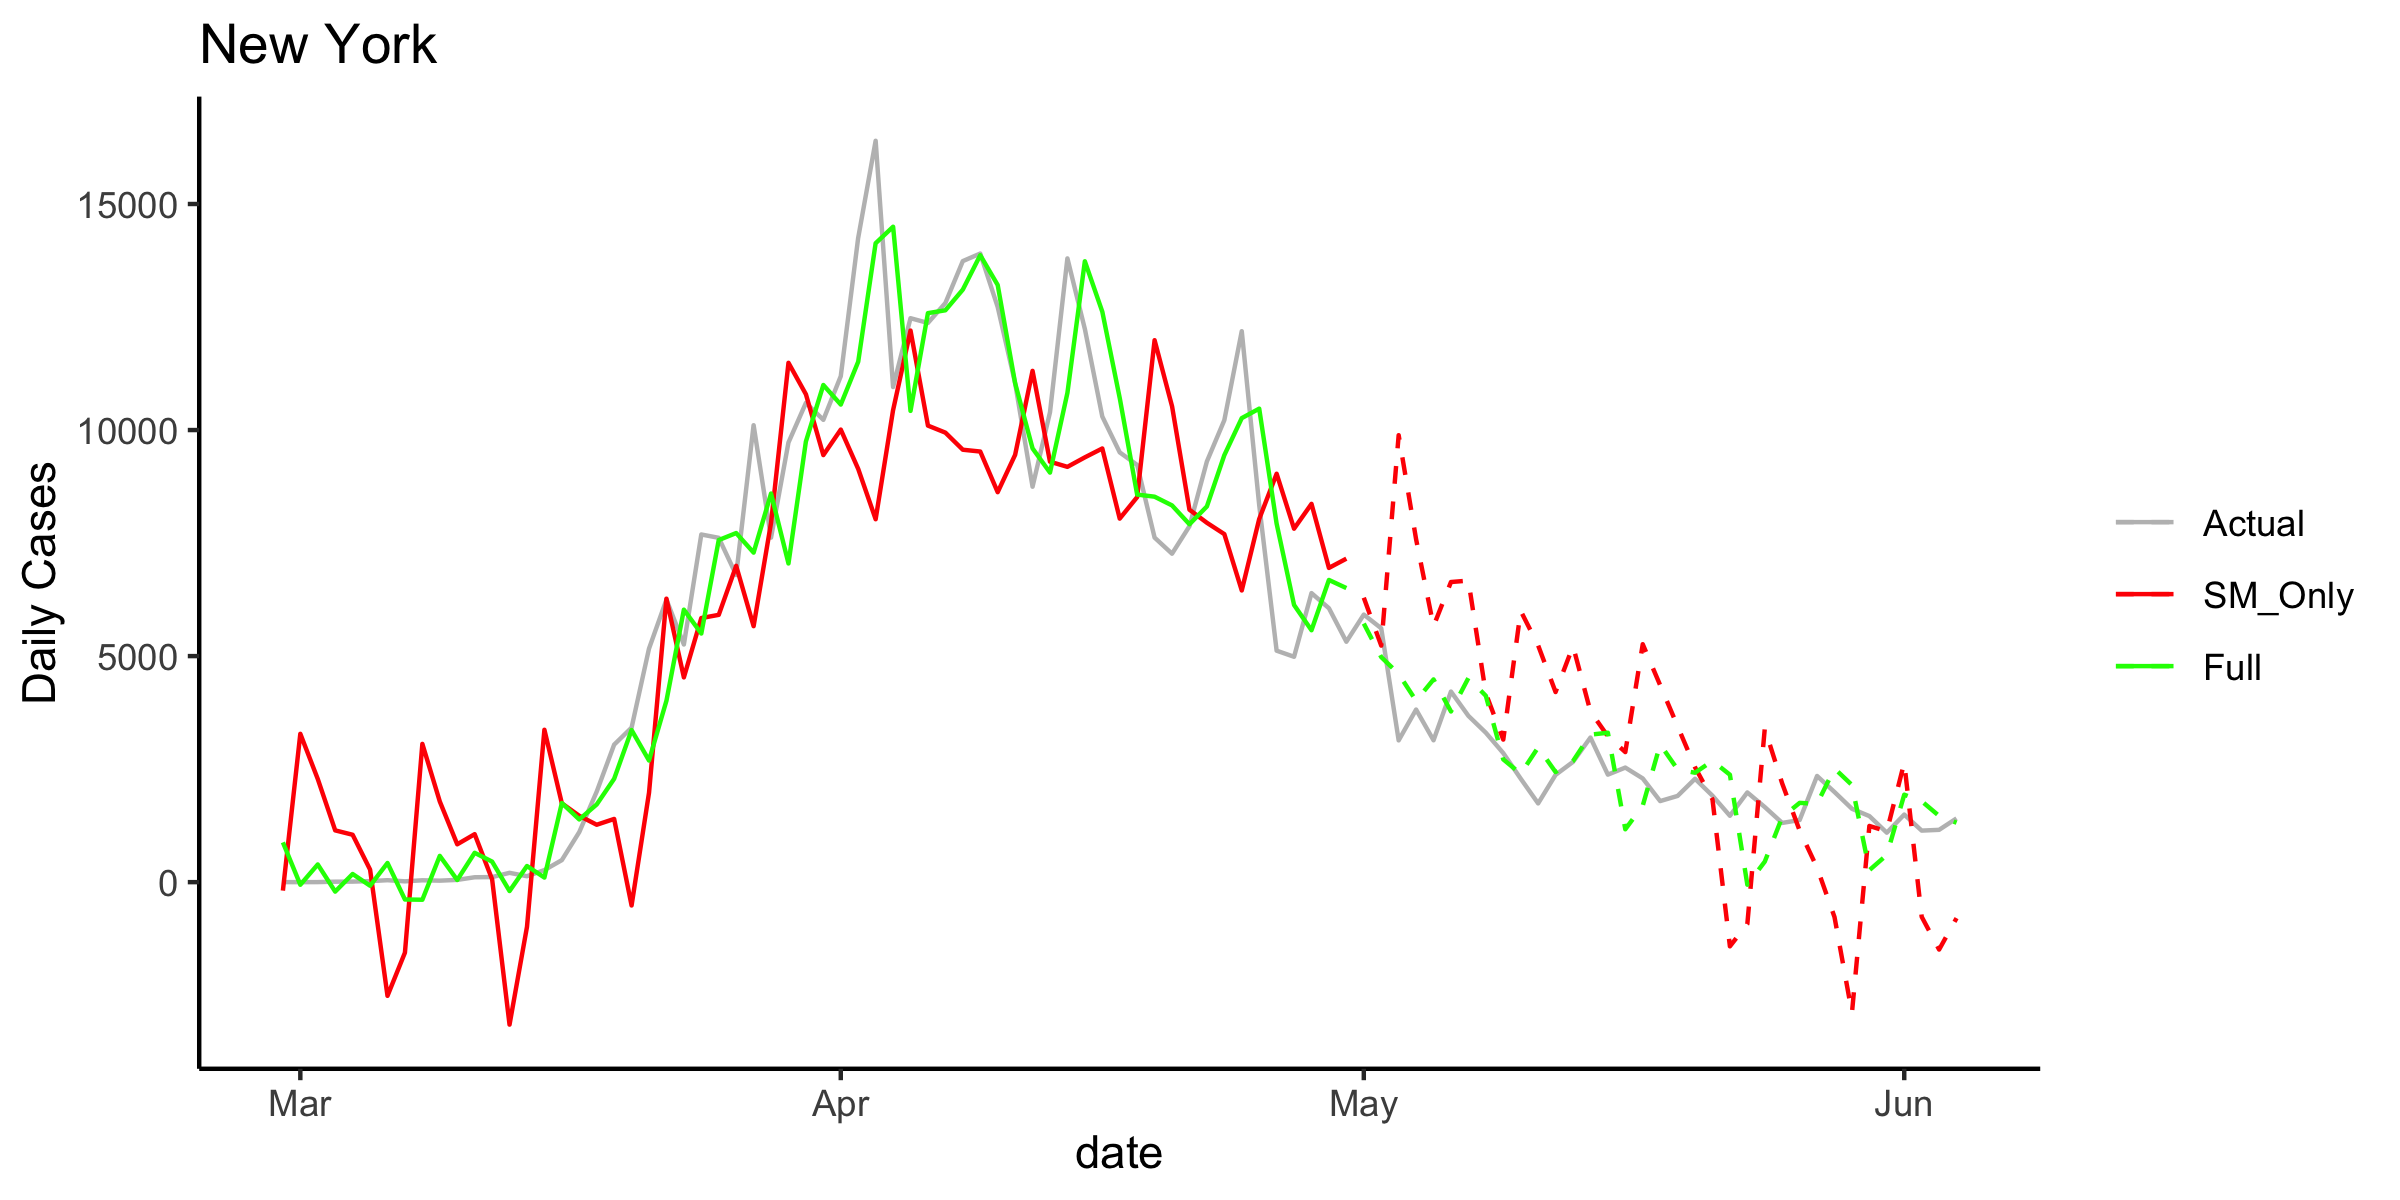 New York
15000
10000
5000
0
Daily Cases
Mar
Apr
May
Jun
date
Actual
SM_Only
Full